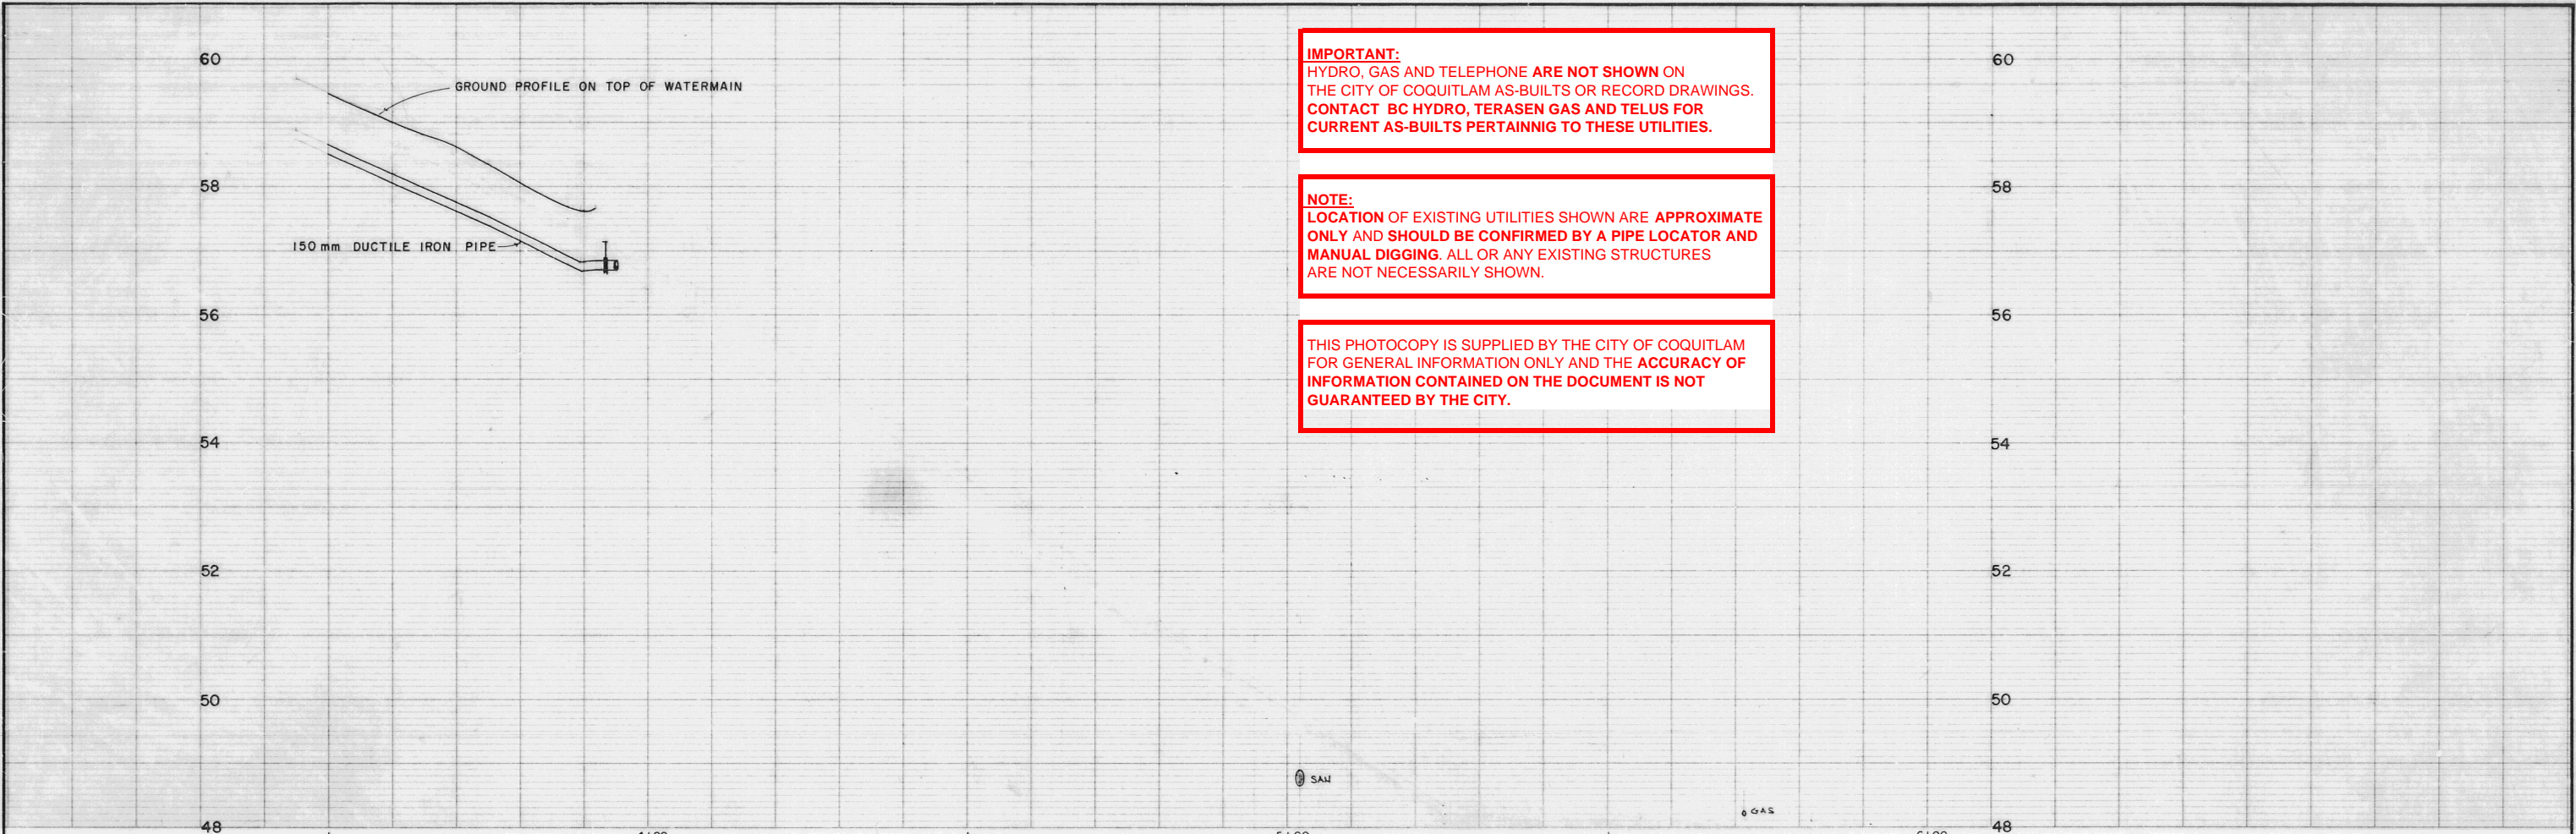 60
GROUND PROFILE ON TOP OF WATERMAIN
58
150 mm DUCTILE IRON PIPE
56
54
52
50
48
IMPORTANT:
HYDRO, GAS AND TELEPHONE ARE NOT SHOWN ON
THE CITY OF COQUITLAM AS-BUILTS OR RECORD DRAWINGS.
CONTACT BC HYDRO, TERASEN GAS AND TELUS FOR
CURRENT AS-BUILTS PERTAINNIG TO THESE UTILITIES.
NOTE:
LOCATION OF EXISTING UTILITIES SHOWN ARE APPROXIMATE
ONLY AND SHOULD BE CONFIRMED BY A PIPE LOCATOR AND
MANUAL DIGGING. ALL OR ANY EXISTING STRUCTURES
ARE NOT NECESSARILY SHOWN.
THIS PHOTOCOPY IS SUPPLIED BY THE CITY OF COQUITLAM
FOR GENERAL INFORMATION ONLY AND THE ACCURACY OF
INFORMATION CONTAINED ON THE DOCUMENT IS NOT
GUARANTEED BY THE CITY.
SAN
GAS
60
58
56
54
52
50
48